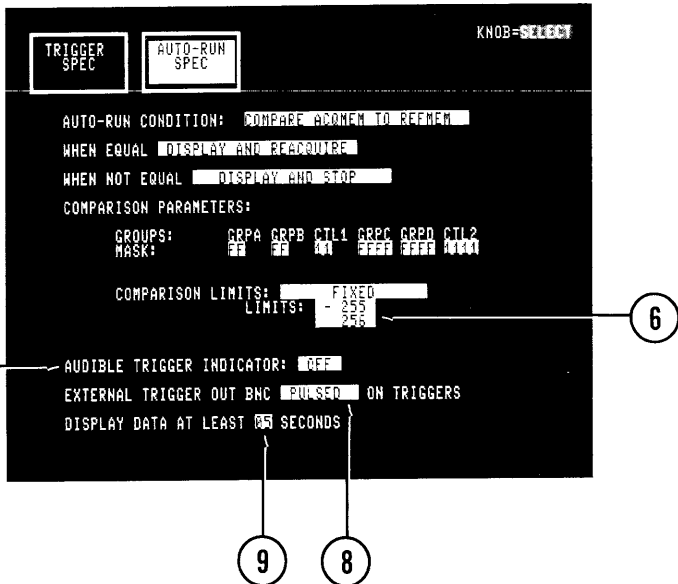 KNOB=SELECT
TRIGGER SPEC
AUTO-RUN SPEC
AUTO-RUN CONDITION: COMPARE ACQMEM TO REFMEM
WHEN EQUAL DISPLAY AND REACQUIRE
WHEN NOT EQUAL DISPLAY AND STOP
COMPARISON PARAMETERS:
GROUPS: GRPA GRPB CTL1 GRPC GRPD CTL2
MASK: FF FF 11 FFFF FFFF 1111
COMPARISON LIMITS: FIXED
LIMITS: - 255
256
6
AUDIBLE TRIGGER INDICATOR: OFF
EXTERNAL TRIGGER OUT BNC PULSED ON TRIGGERS
DISPLAY DATA AT LEAST 05 SECONDS
9
8